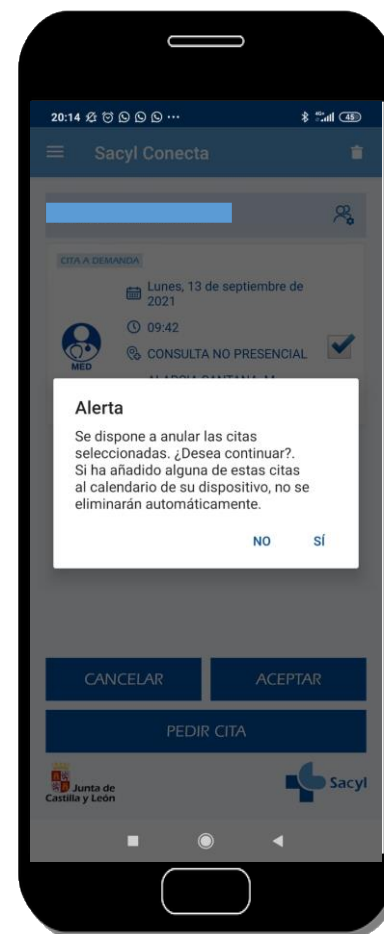 20:14
45
Sacyl Conecta
CITA A DEMANDA
Lunes, 13 de septiembre de
2021
09:42
CONSULTA NO PRESENCIAL
MED
Alerta
Se dispone a anular las citas
seleccionadas. ¿Desea continuar?.
Si ha añadido alguna de estas citas
al calendario de su dispositivo, no se
eliminarán automáticamente.
NO SÍ
CANCELAR ACEPTAR
PEDIR CITA
Junta de
Castilla y León
Sacyl